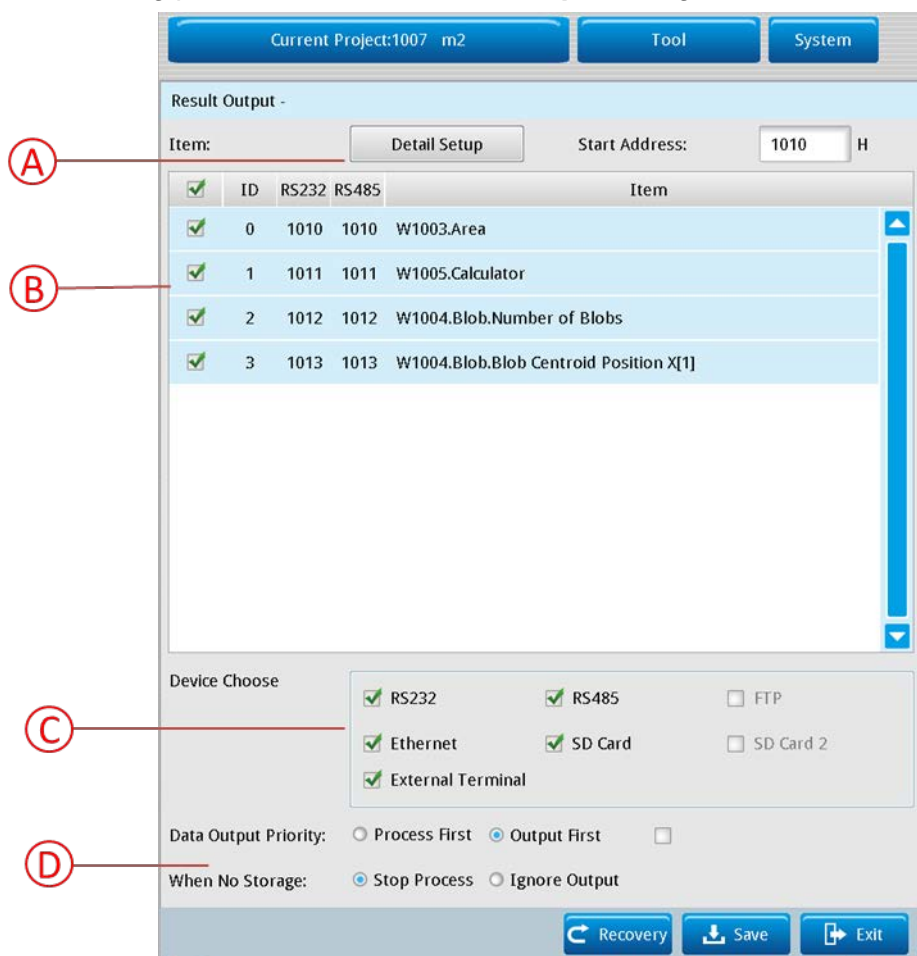 Current Project:1007 m2 Tool System
Result Output -
Item: Detail Setup Start Address: 1010 H
A
ID RS232 RS485 Item
0 1010 1010 W1003.Area
B
1 1011 1011 W1005.Calculator
2 1012 1012 W1004.Blob.Number of Blobs
3 1013 1013 W1004.Blob.Blob Centroid Position X[1]
Device Choose
RS232 RS485 FTP
C
Ethernet SD Card SD Card 2
External Terminal
Data Output Priority: Process First Output First
D
When No Storage: Stop Process Ignore Output
Recovery Save Exit